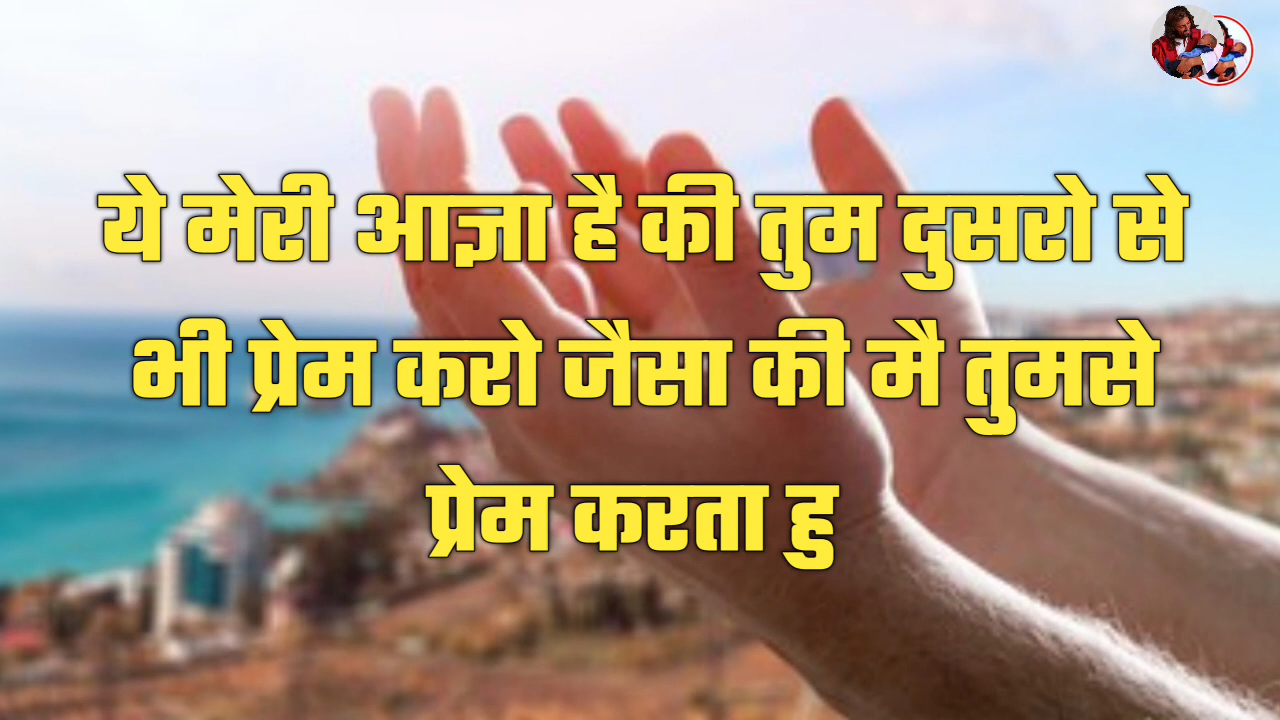 ये मेरी आज्ञा है की तुम दुसरो से
भी प्रेम करो जैसा की मै तुमसे
प्रेम करता हु